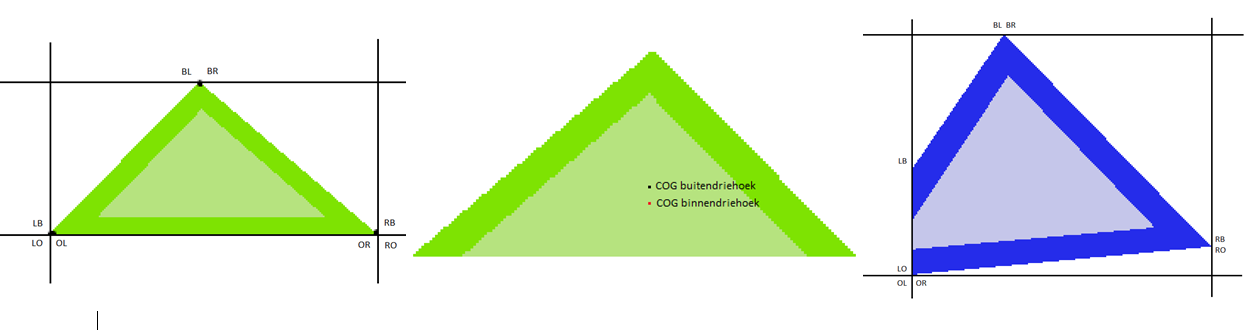 BL BR
LB
LO OL
RB
OR RO
COG buitendriehoek
COG binnendriehoek
BL BR
LB
LO
OL OR
RB
RO